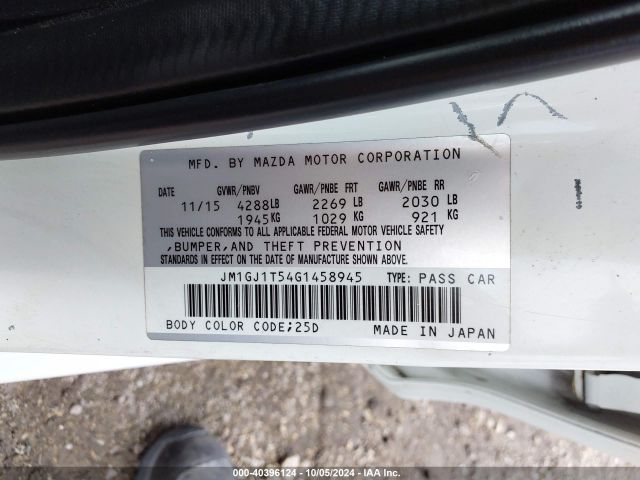 MFD. BY MAZDA MOTOR CORPORATION
DATE GVWR/PNBV GAWR/PNBE FRT GAWR/PNBE RR
11/15 4288LB 2269 LB 2030 LB
1945KG 1029 KG 921 KG
THIS VEHICLE CONFORMS TO ALL APPLICABLE FEDERAL MOTOR VEHICLE SAFETY
,BUMPER,AND THEFT PREVENTION
STANDARDS IN EFFECT ON THE DATE OF MANUFACTURE SHOWN ABOVE.
JM1GJ1T54G1458945 TYPE: PASS CAR
BODY COLOR CODE;25D MADE IN JAPAN
000-40396124 - 10/05/2024 - IAA Inc.